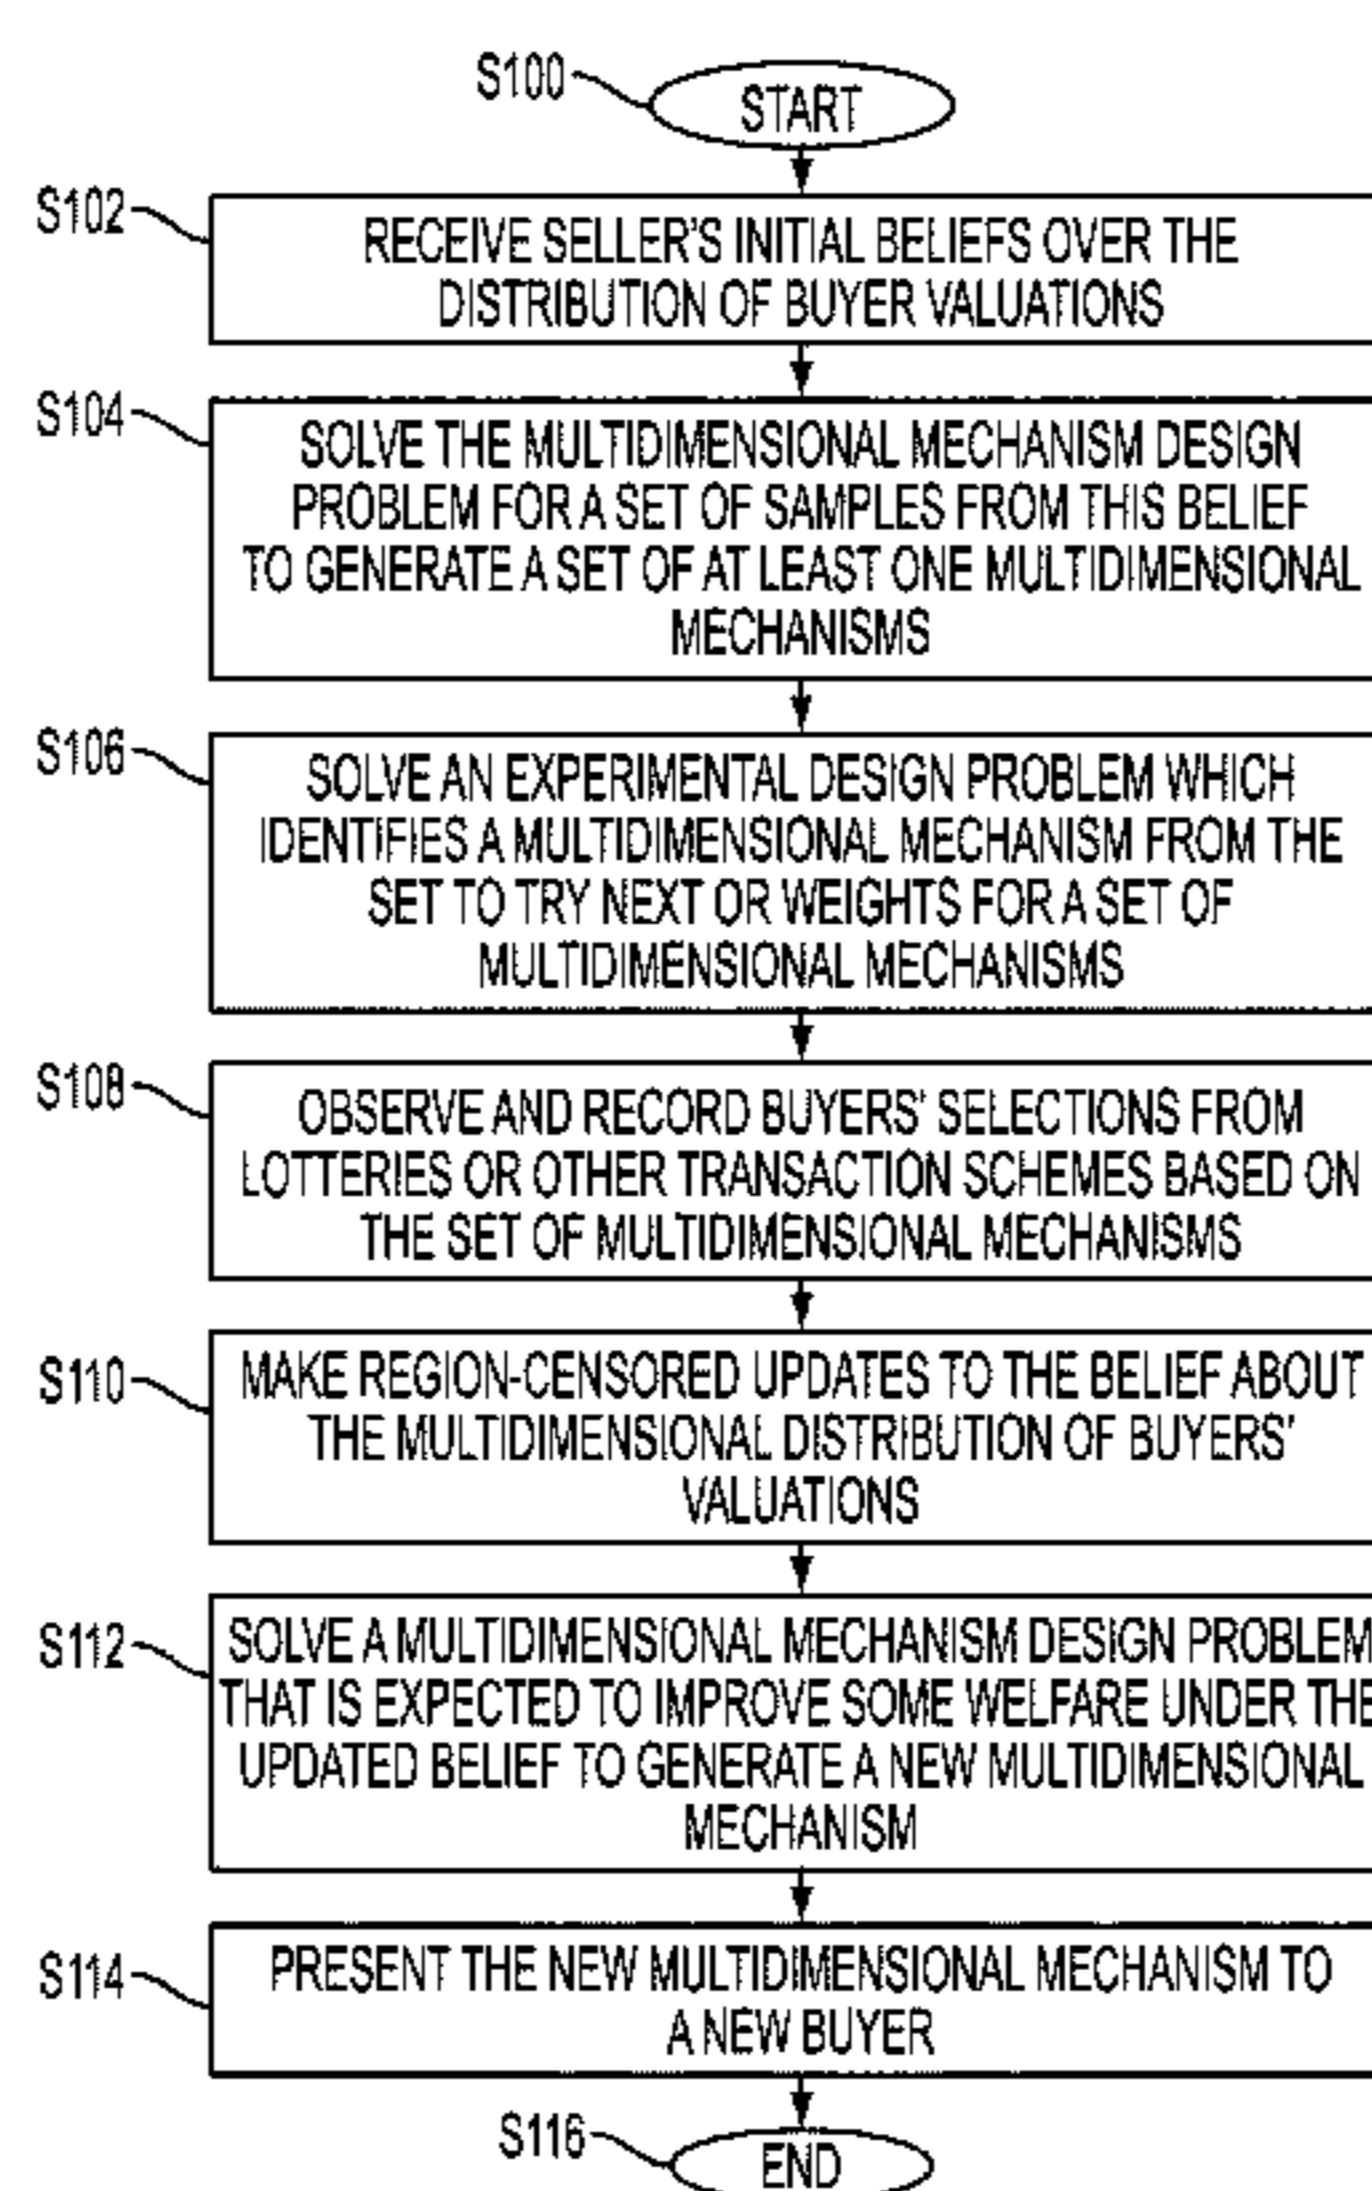 S100
START
S102
RECEIVE SELLER'S INITIAL BELIEFS OVER THE
DISTRIBUTION OF BUYER VALUATIONS
S104
SOLVE THE MULTIDIMENSIONAL MECHANISM DESIGN
PROBLEM FOR A SET OF SAMPLES FROM THIS BELIEF
TO GENERATE A SET OF AT LEAST ONE MULTIDIMENSIONAL
MECHANISMS
S106
SOLVE AN EXPERIMENTAL DESIGN PROBLEM WHICH
IDENTIFIES A MULTIDIMENSIONAL MECHANISM FROM THE
SET TO TRY NEXT OR WEIGHTS FOR A SET OF
MULTIDIMENSIONAL MECHANISMS
S108
OBSERVE AND RECORD BUYERS' SELECTIONS FROM
LOTTERIES OR OTHER TRANSACTION SCHEMES BASED ON
THE SET OF MULTIDIMENSIONAL MECHANISMS
S110
MAKE REGION-CENSORED UPDATES TO THE BELIEF ABOUT
THE MULTIDIMENSIONAL DISTRIBUTION OF BUYERS'
VALUATIONS
S112
SOLVE A MULTIDIMENSIONAL MECHANISM DESIGN PROBLEM
THAT IS EXPECTED TO IMPROVE SOME WELFARE UNDER THE
UPDATED BELIEF TO GENERATE A NEW MULTIDIMENSIONAL
MECHANISM
S114
PRESENT THE NEW MULTIDIMENSIONAL MECHANISM TO
A NEW BUYER
S116
END